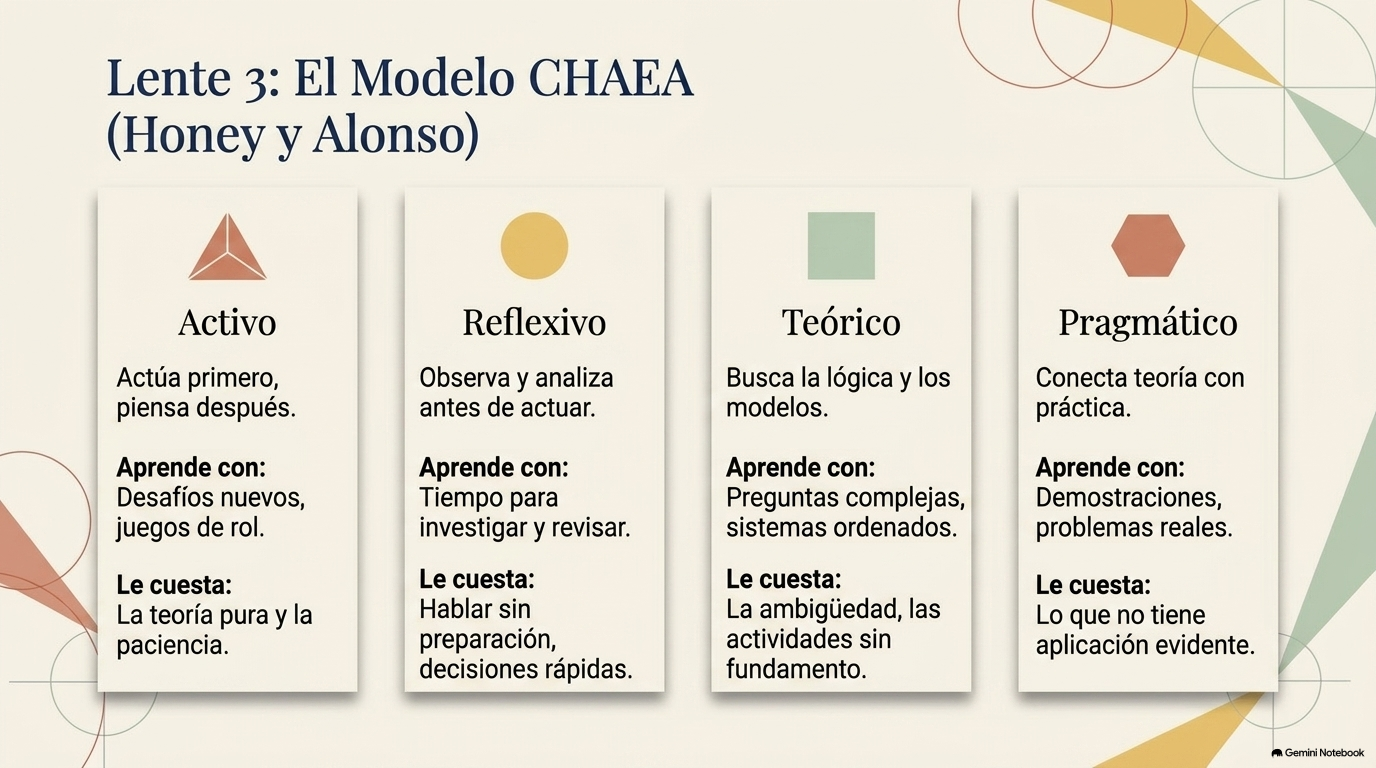 Lente 3: El Modelo CHAEA
(Honey y Alonso)
Activo
Actúa primero,
piensa después.
Aprende con:
Desafíos nuevos,
juegos de rol.
Le cuesta:
La teoría pura y la
paciencia.
Reflexivo
Observa y analiza
antes de actuar.
Aprende con:
Tiempo para
investigar y revisar.
Le cuesta:
Hablar sin
preparación,
decisiones rápidas.
Teórico
Busca la lógica y los
modelos.
Aprende con:
Preguntas complejas,
sistemas ordenados.
Le cuesta:
La ambigüedad, las
actividades sin
fundamento.
Pragmático
Conecta teoría con
práctica.
Aprende con:
Demostraciones,
problemas reales.
Le cuesta:
Lo que no tiene
aplicación evidente.
Gemini Notebook